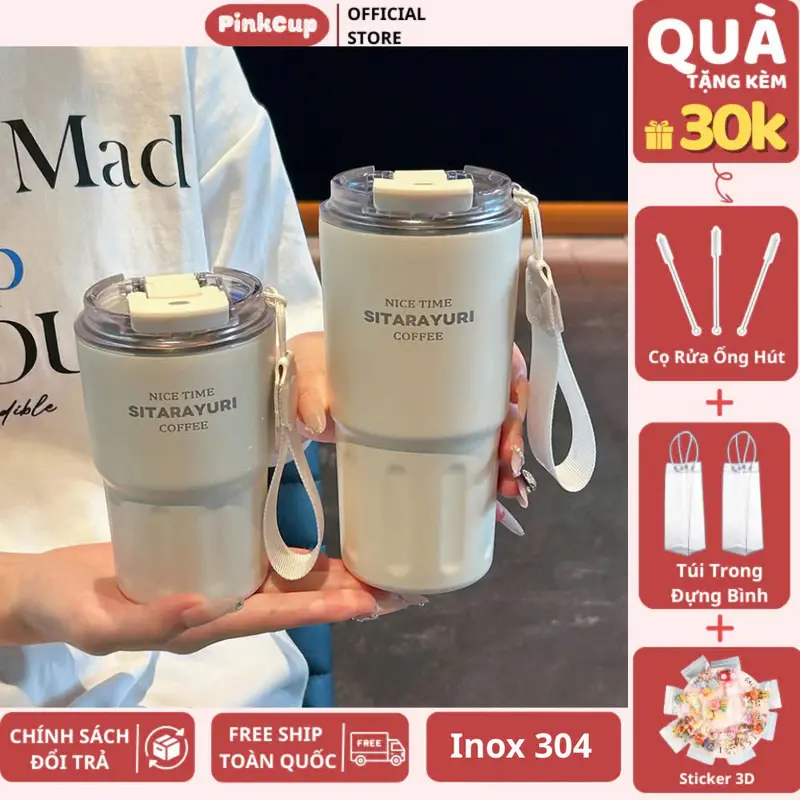 PinkCup
OFFICIAL
STORE
QUÀ
TẶNG KÈM
30k
Mad
NICE TIME
SITARAYURI
COFFEE
NICE TIME
SITARAYURI
COFFEE
Cọ Rửa Ống Hút
+
Túi Trong
Đựng Bình
+
Sticker 3D
CHÍNH SÁCH
ĐỔI TRẢ
FREE SHIP
TOÀN QUỐC
FREE
Inox 304